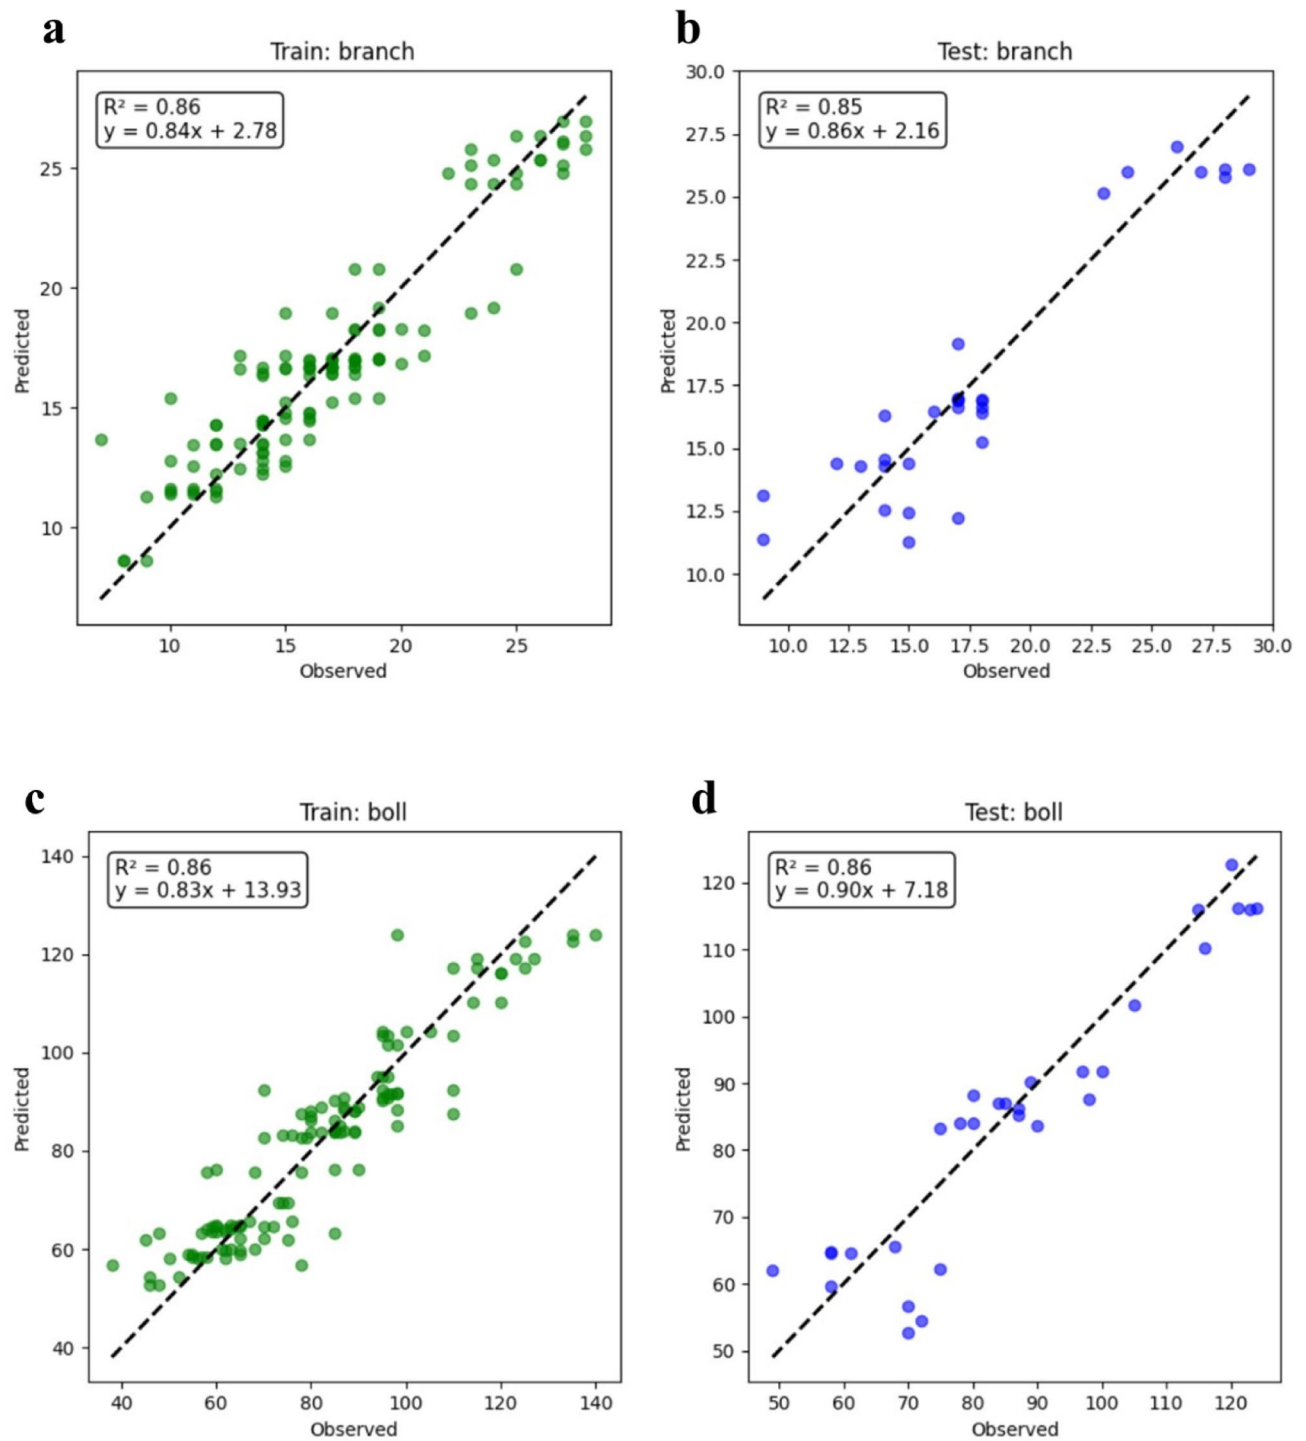 a
Train: branch
R² = 0.86
y = 0.84x + 2.78
Predicted
25
20
15
10
10 15 20 25
Observed
b
Test: branch
R² = 0.85
y = 0.86x + 2.16
Predicted
30.0
27.5
25.0
22.5
20.0
17.5
15.0
12.5
10.0
10.0 12.5 15.0 17.5 20.0 22.5 25.0 27.5 30.0
Observed
c
Train: boll
R² = 0.86
y = 0.83x + 13.93
Predicted
140
120
100
80
60
40
40 60 80 100 120 140
Observed
d
Test: boll
R² = 0.86
y = 0.90x + 7.18
Predicted
120
110
100
90
80
70
60
50
50 60 70 80 90 100 110 120
Observed